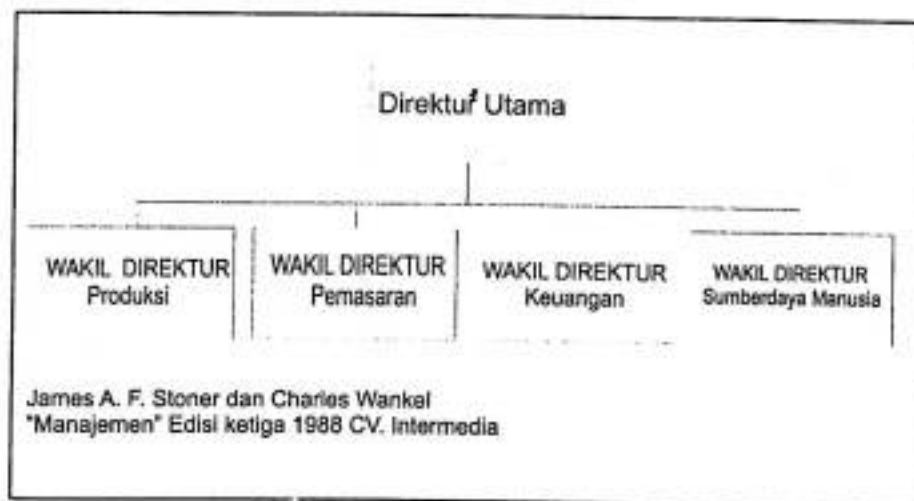 Direktur Utama
WAKIL DIREKTUR
Produksi
WAKIL DIREKTUR
Pemasaran
WAKIL DIREKTUR
Keuangan
WAKIL DIREKTUR
Sumberdaya Manusia
James A. F. Stoner dan Charles Wankel
"Manajemen" Edisi ketiga 1988 CV. Intermedia